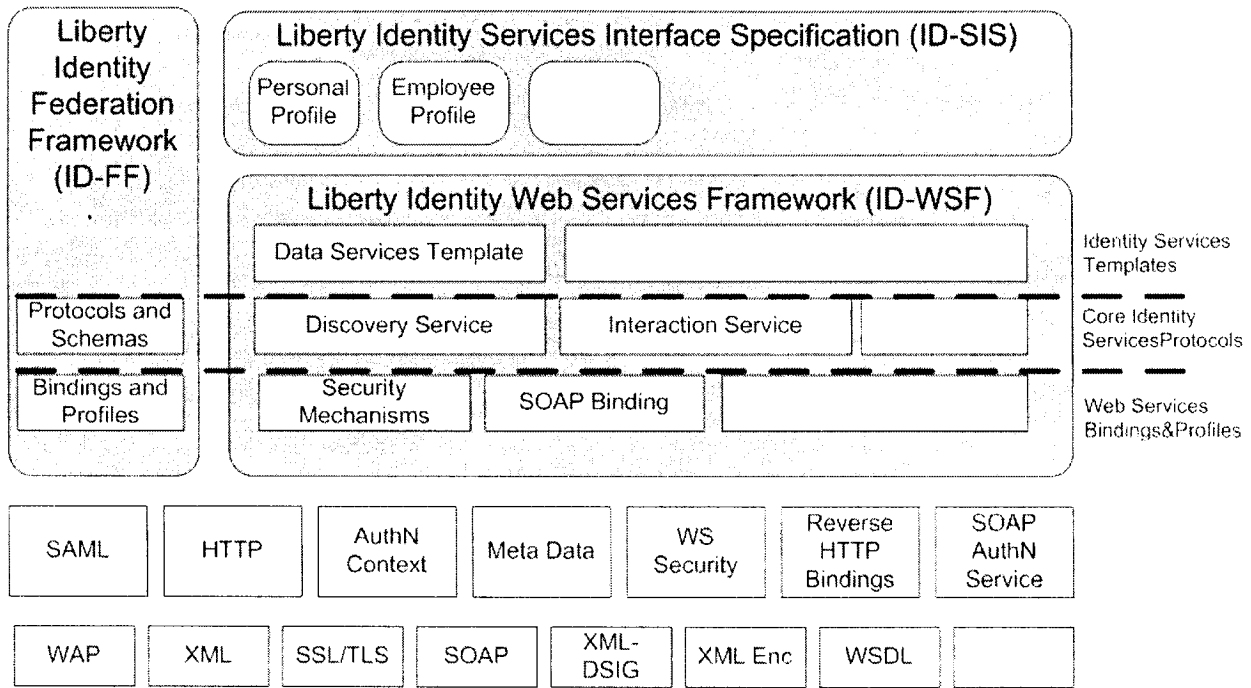 Liberty
Identity
Federation
Framework
(ID-FF)
Protocols and
Schemas
Bindings and
Profiles
Liberty Identity Services Interface Specification (ID-SIS)
Personal
Profile
Employee
Profile
Liberty Identity Web Services Framework (ID-WSF)
Data Services Template
Discovery Service
Interaction Service
Security
Mechanisms
SOAP Binding
Identity Services
Templates
Core Identity
ServicesProtocols
Web Services
Bindings&Profiles
SAML
HTTP
AuthN
Context
Meta Data
WS
Security
Reverse
HTTP
Bindings
SOAP
AuthN
Service
WAP
XML
SSL/TLS
SOAP
XML-
DSIG
XML Enc
WSDL